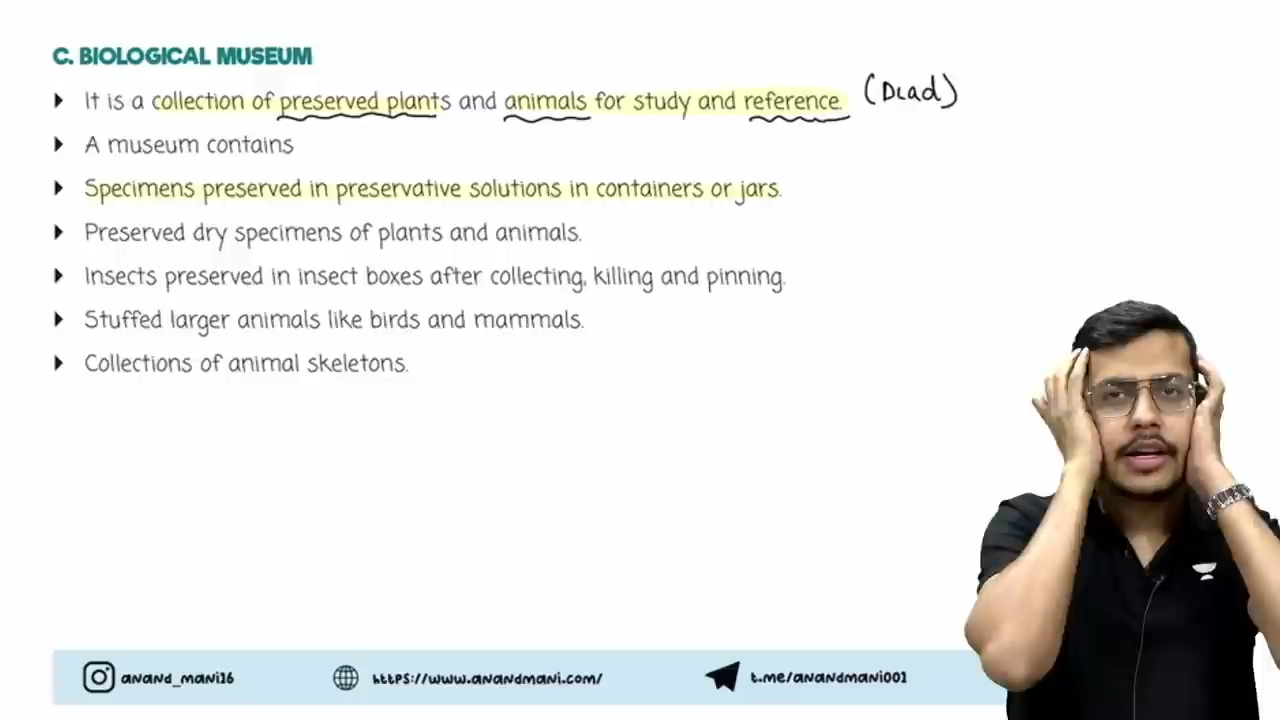 C. BIOLOGICAL MUSEUM
It is a collection of preserved plants and animals for study and reference. (Dead)
A museum contains
Specimens preserved in preservative solutions in containers or jars.
Preserved dry specimens of plants and animals.
Insects preserved in insect boxes after collecting, killing and pinning.
Stuffed larger animals like birds and mammals.
Collections of animal skeletons.
anand_mani16 https://www.anandmani.com/ t.me/anandmani001